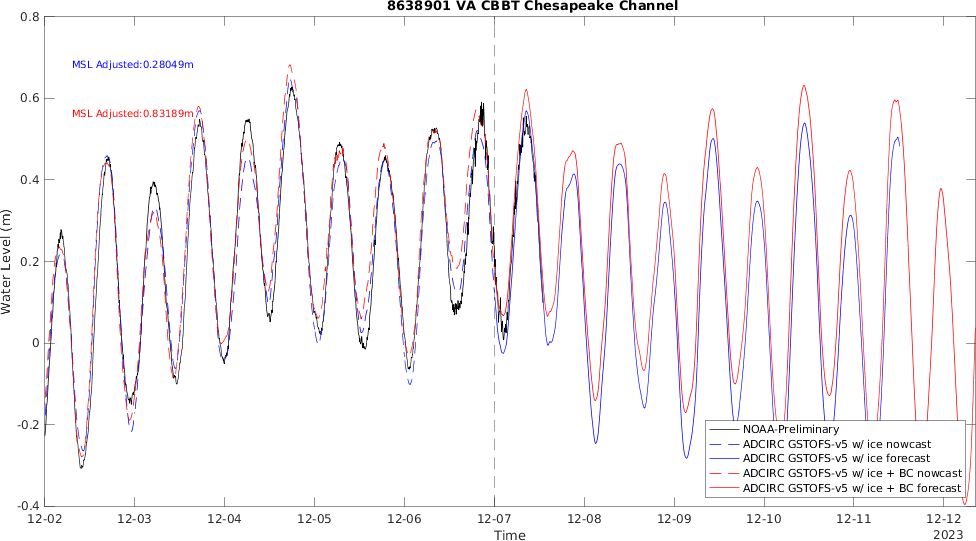 8638901 VA CBBT Chesapeake Channel
0.8
MSL Adjusted:0.28049m
0.6
MSL Adjusted:0.83189m
0.4
Water Level (m)
0.2
0
-0.2
-0.4
NOAA-Preliminary
ADCIRC GSTOFS-v5 w/ ice nowcast
ADCIRC GSTOFS-v5 w/ ice forecast
ADCIRC GSTOFS-v5 w/ ice + BC nowcast
ADCIRC GSTOFS-v5 w/ ice + BC forecast
12-02 12-03 12-04 12-05 12-06 12-07 12-08 12-09 12-10 12-11 12-12
2023
Time